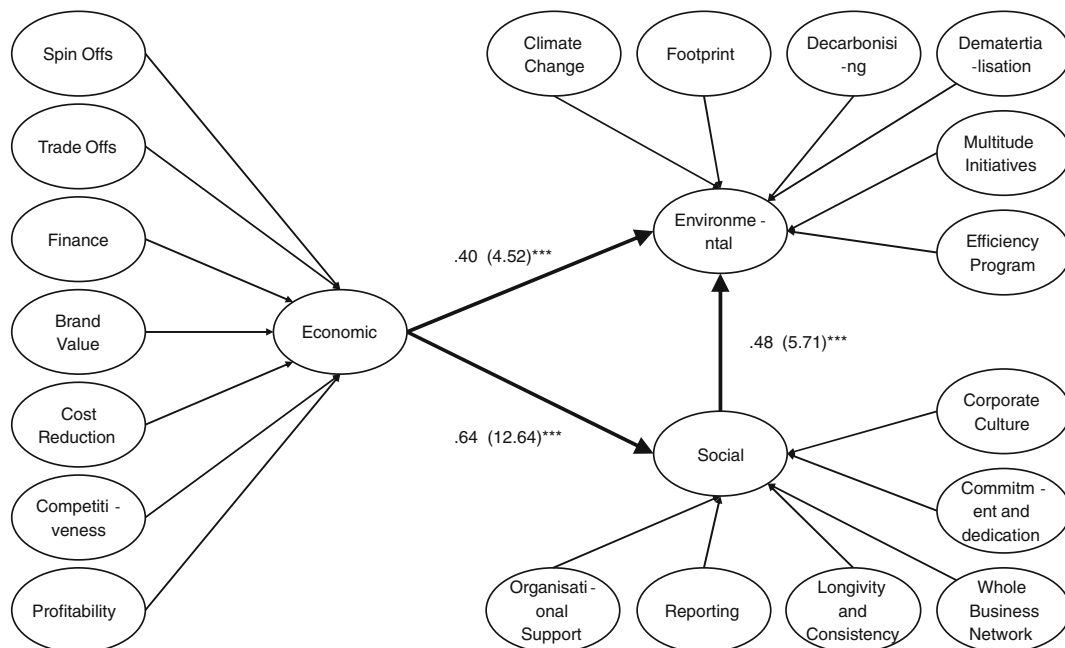 Spin Offs
Trade Offs
Finance
Brand
Value
Cost
Reduction
Competiti -
veness
Profitability
Economic
.40 (4.52)***
.64 (12.64)***
Climate
Change
Footprint
Decarbonisi
-ng
Dematertia
-lisation
Multitude
Initiatives
Efficiency
Program
Environme -
ntal
.48 (5.71)***
Social
Corporate
Culture
Commitm -
ent and
dedication
Organisati -
onal
Support
Reporting
Longivity
and
Consistency
Whole
Business
Network